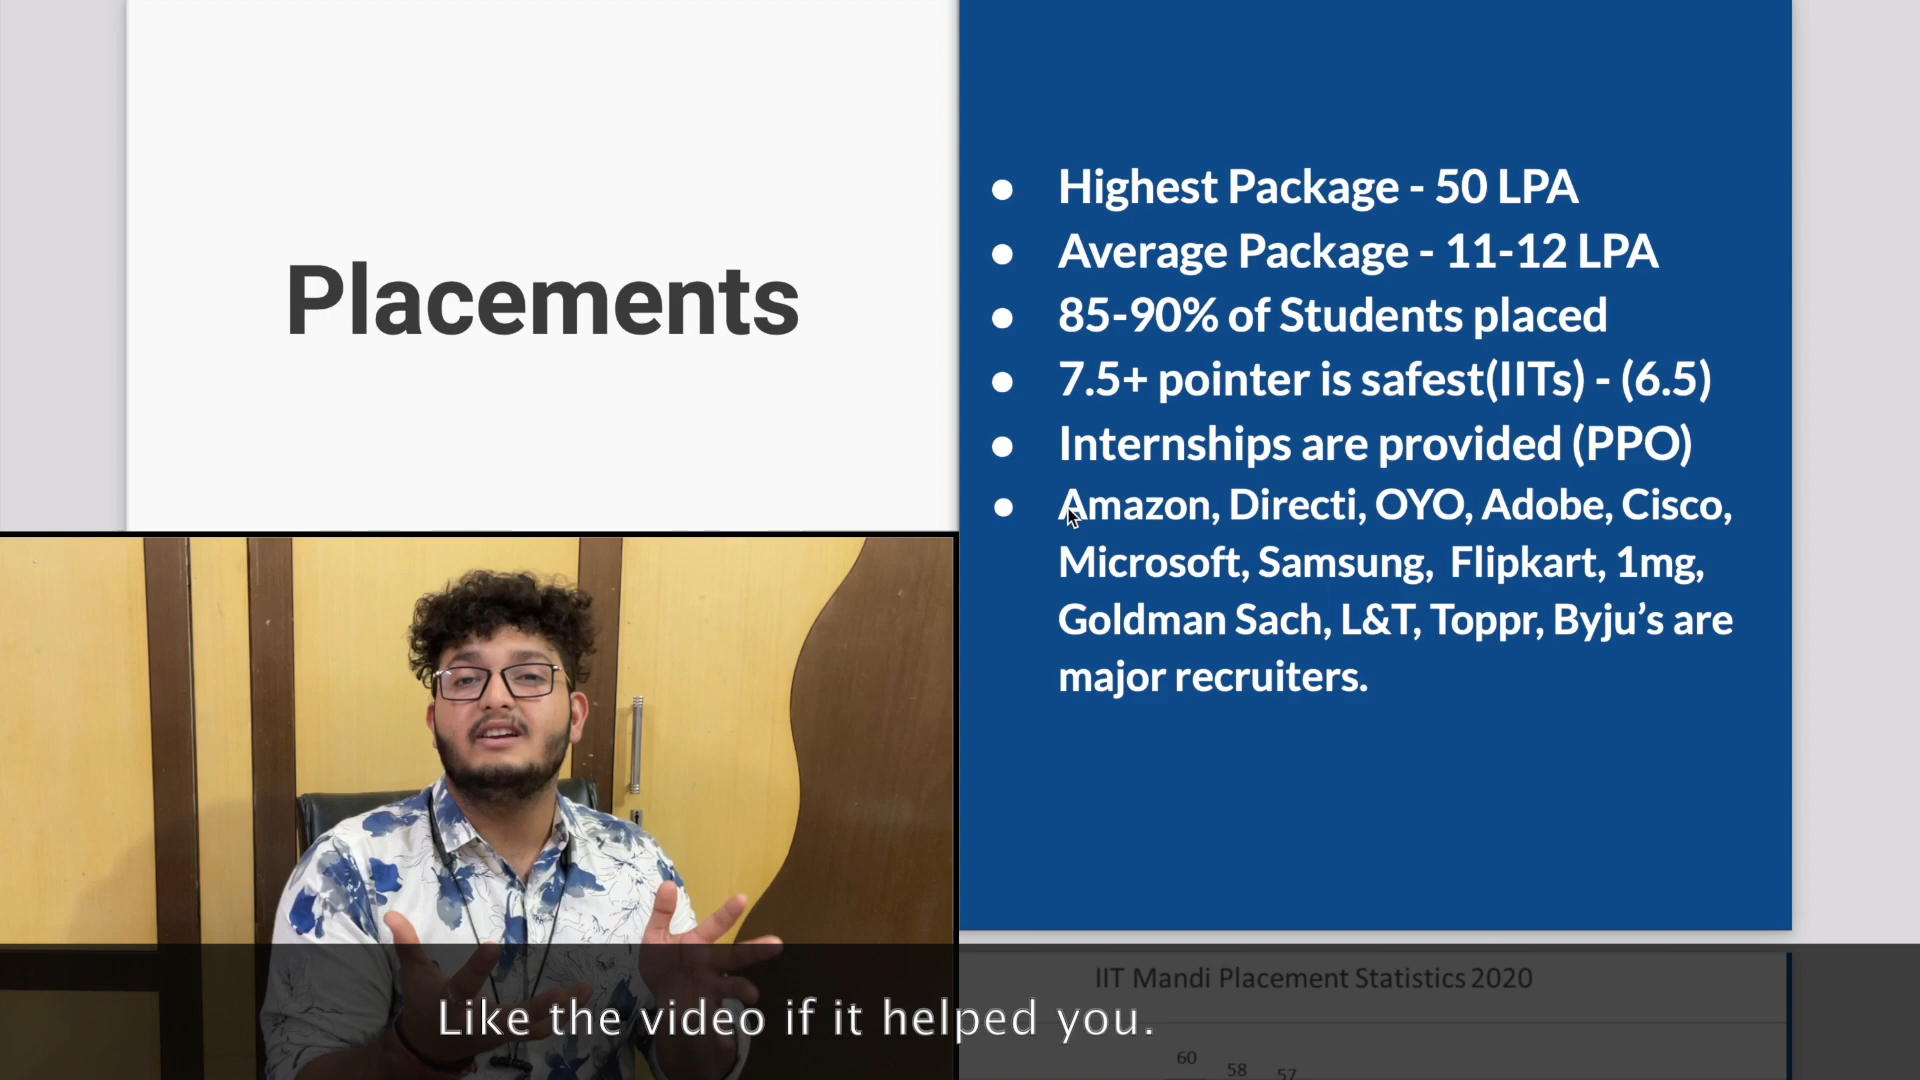 Placements
● Highest Package - 50 LPA
● Average Package - 11-12 LPA
● 85-90% of Students placed
● 7.5+ pointer is safest(IITs) - (6.5)
● Internships are provided (PPO)
● Amazon, Directi, OYO, Adobe, Cisco,
Microsoft, Samsung, Flipkart, 1mg,
Goldman Sach, L&T, Toppr, Byju’s are
major recruiters.
IIT Mandi Placement Statistics 2020
Like the video if it helped you.
60
58
57